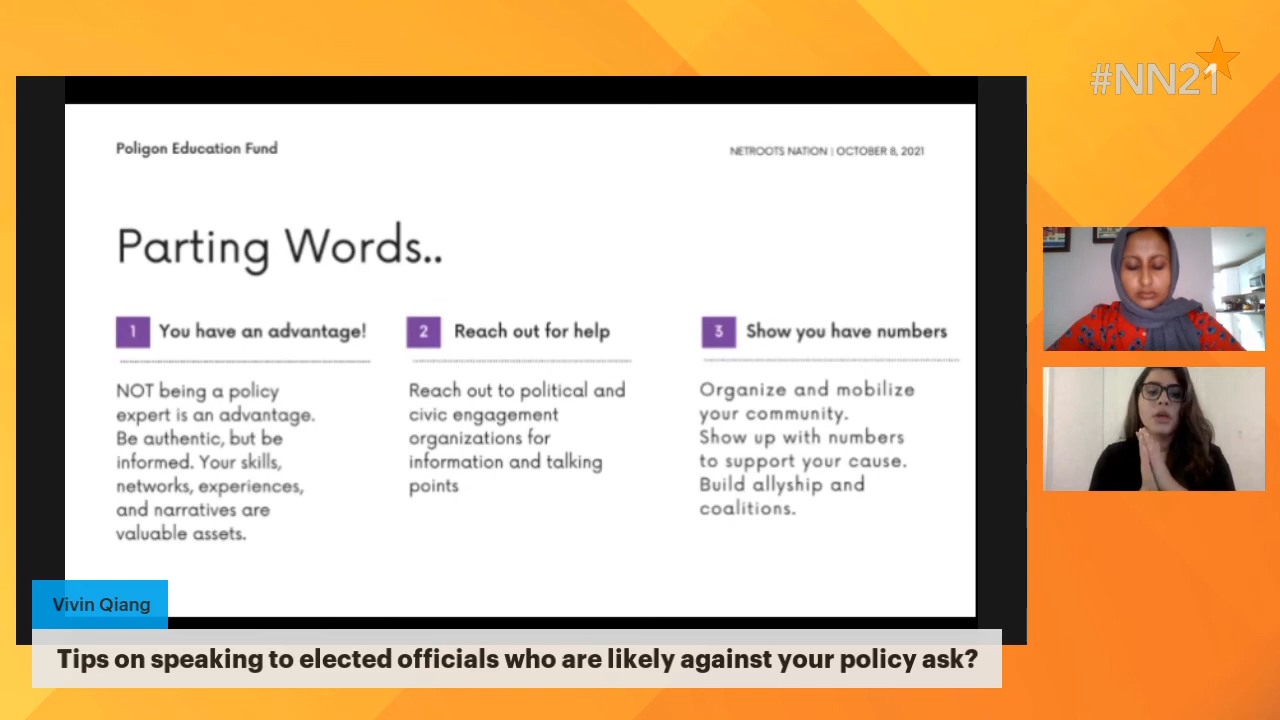 #NN21
Poligon Education Fund
NETROOTS NATION | OCTOBER 8, 2021
Parting Words..
1 You have an advantage!
NOT being a policy
expert is an advantage.
Be authentic, but be
informed. Your skills,
networks, experiences,
and narratives are
valuable assets.
2 Reach out for help
Reach out to political and
civic engagement
organizations for
information and talking
points
3 Show you have numbers
Organize and mobilize
your community.
Show up with numbers
to support your cause.
Build allyship and
coalitions.
Vivin Qiang
Tips on speaking to elected officials who are likely against your policy ask?